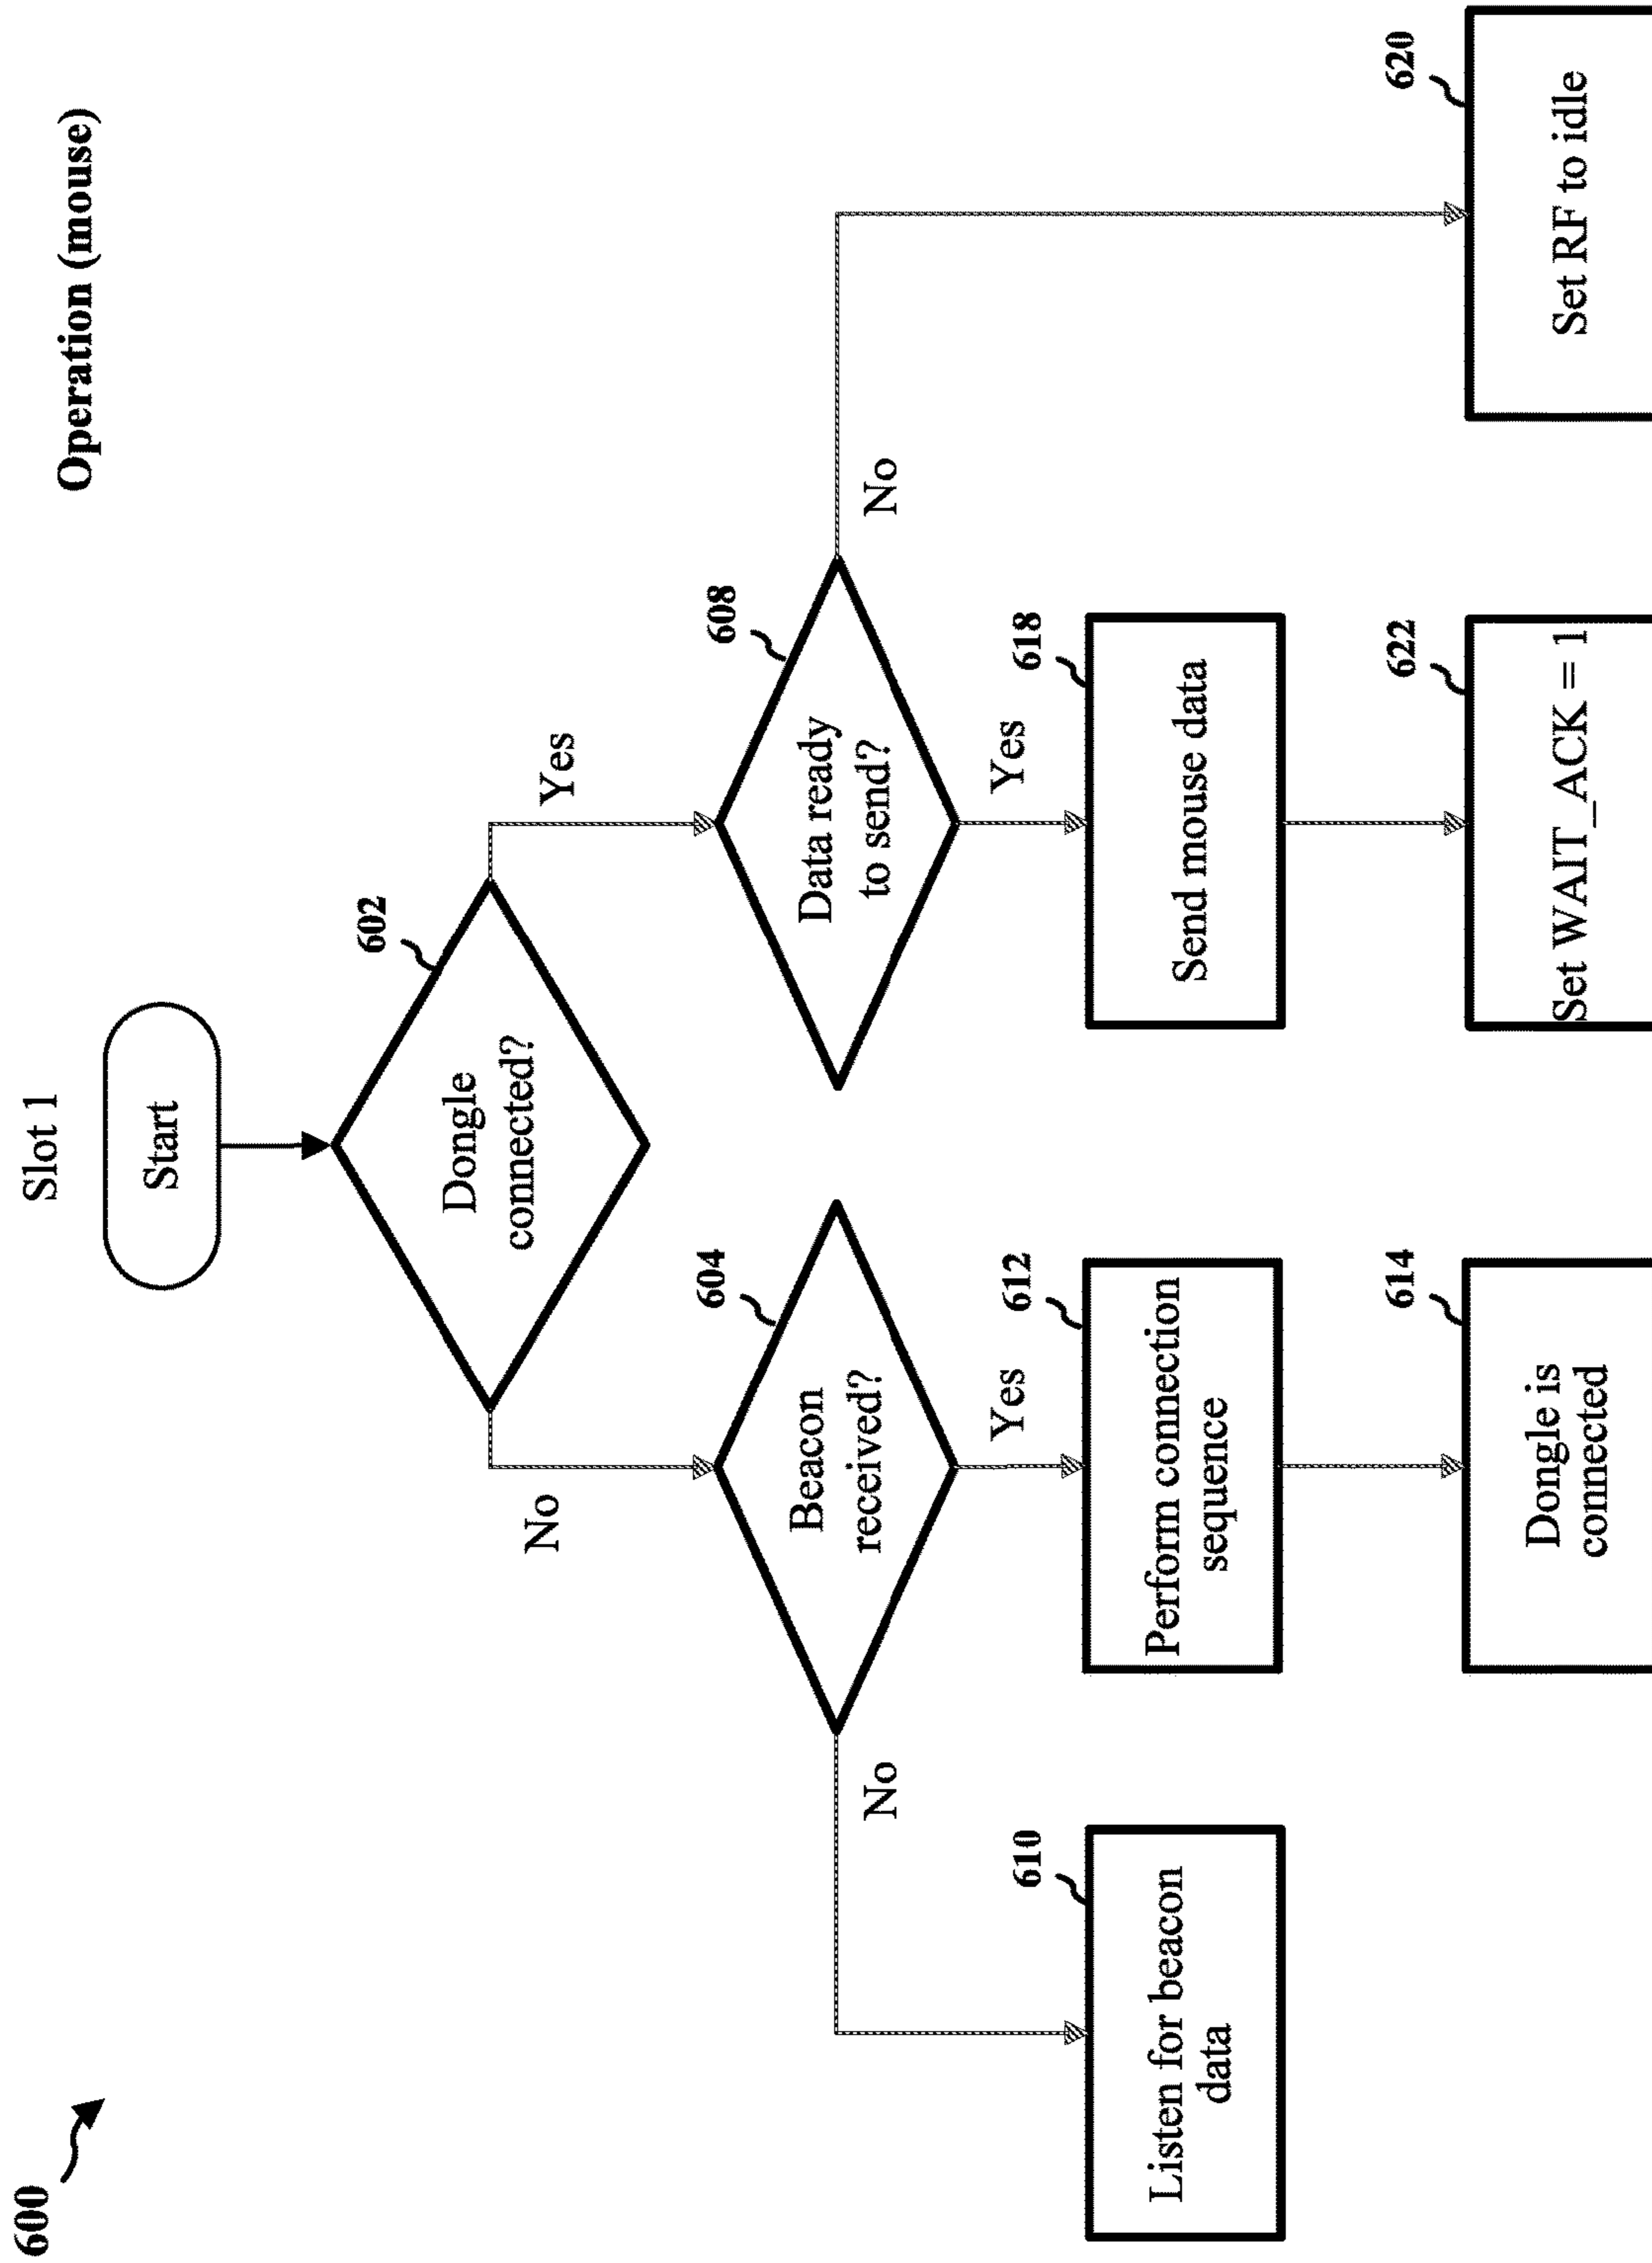 600
Slot 1
Operation (mouse)
Start
602
Dongle
connected?
No
Yes
604
Beacon
received?
608
Data ready
to send?
No
Yes
Yes
No
610
Listen for beacon
data
612
Perform connection
sequence
618
Send mouse data
614
Dongle is
connected
622
Set WAIT_ACK = 1
620
Set RF to idle